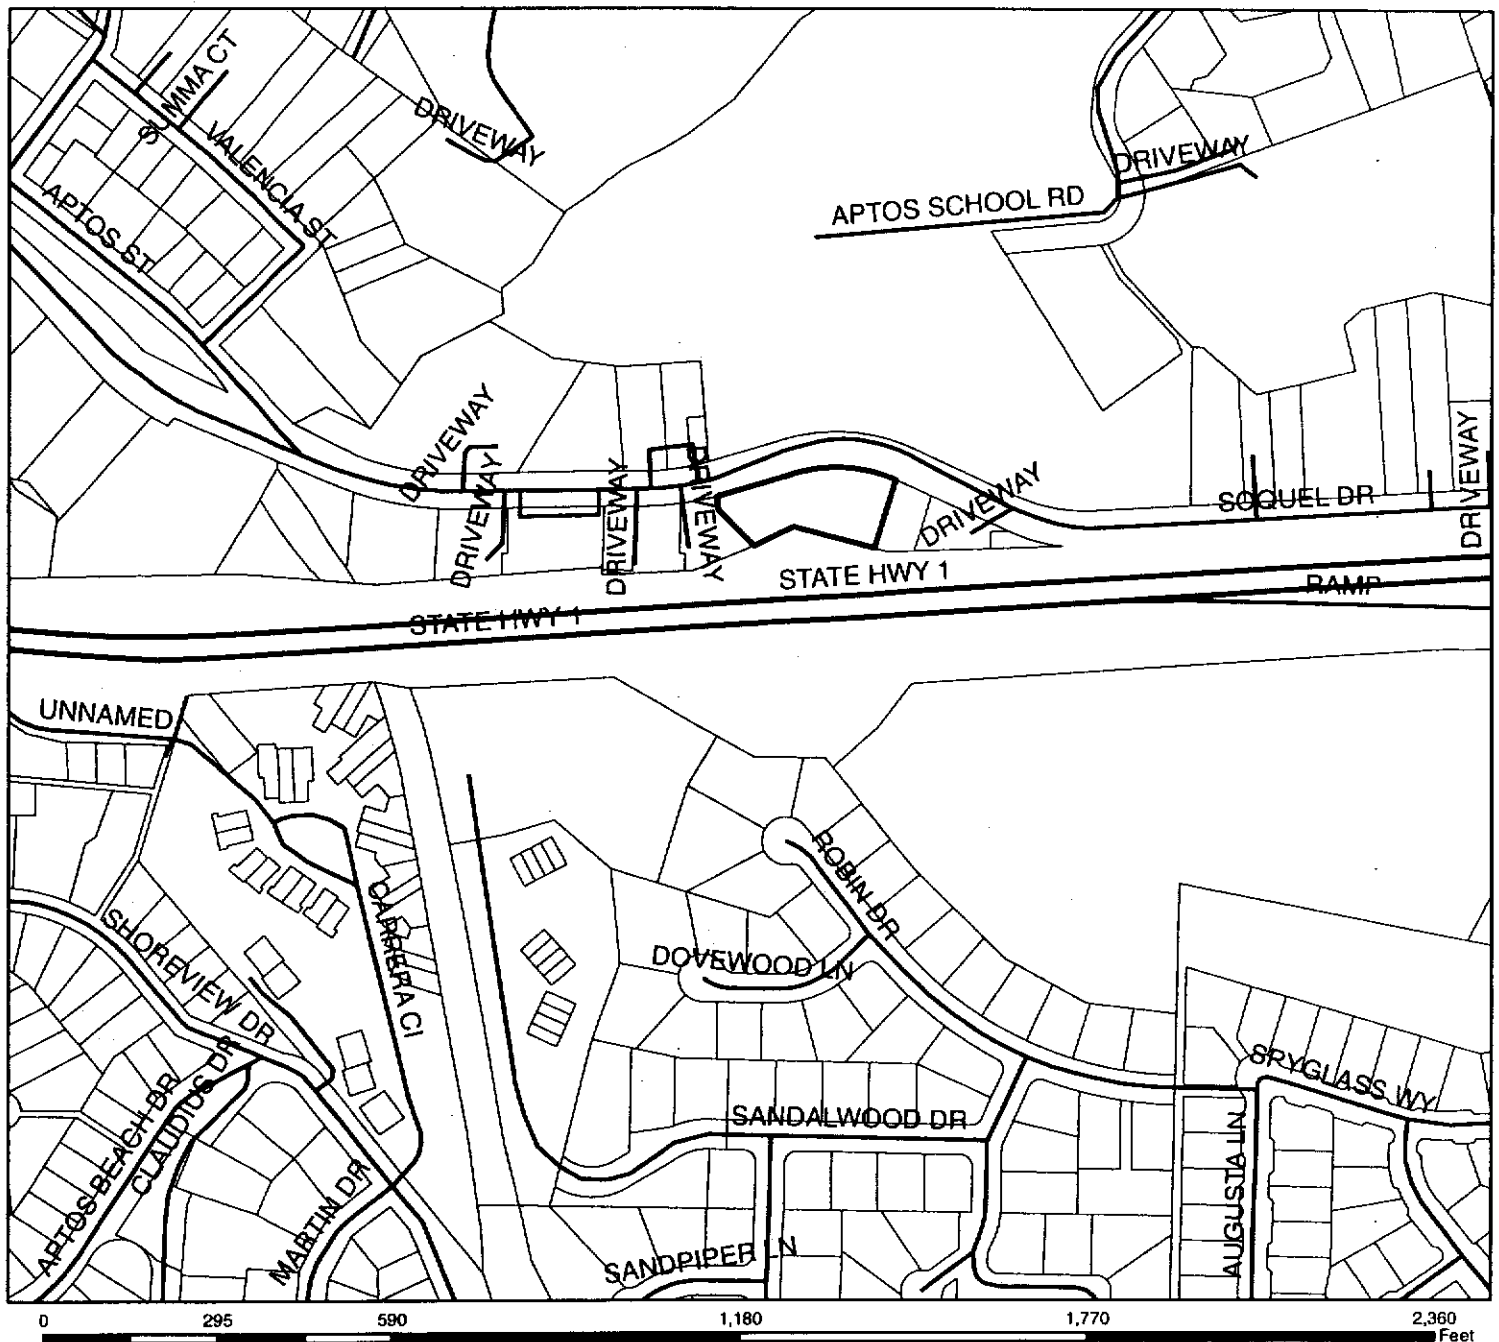 SUMMA CT
VALENCIA ST
APTOS ST
DRIVEWAY
DRIVEWAY
APTOS SCHOOL RD
DRIVEWAY
DRIVEWAY
DRIVEWAY
DRIVEWAY
DRIVEWAY
SOQUEL DR
DRIVEWAY
STATE HWY 1
STATE HWY 1
RAMP
UNNAMED
ROBIN DR
CARRERA CI
SHOREVIEW DR
DOVEWOOD LN
SPYGLASS WY
APTOS BEACH DR
CLAUDIUS DR
SANDALWOOD DR
AUGUSTA LN
MARTIN DR
SANDPIPER LN
0 295 590 1,180 1,770 2,360
Feet